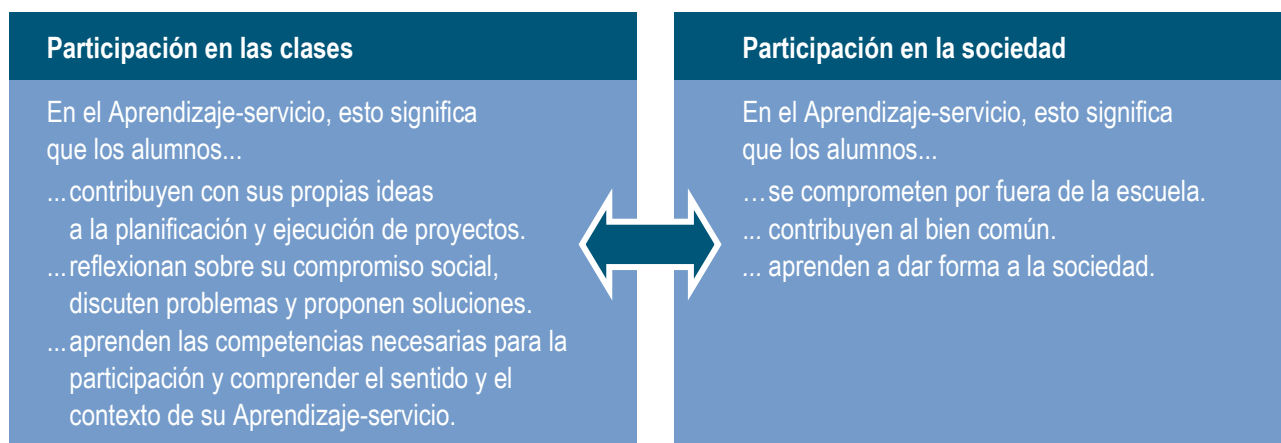 Participación en las clases
En el Aprendizaje-servicio, esto significa
que los alumnos...
...contribuyen con sus propias ideas
a la planificación y ejecución de proyectos.
...reflexionan sobre su compromiso social,
discuten problemas y proponen soluciones.
...aprenden las competencias necesarias para la
participación y comprender el sentido y el
contexto de su Aprendizaje-servicio.
Participación en la sociedad
En el Aprendizaje-servicio, esto significa
que los alumnos...
…se comprometen por fuera de la escuela.
... contribuyen al bien común.
... aprenden a dar forma a la sociedad.